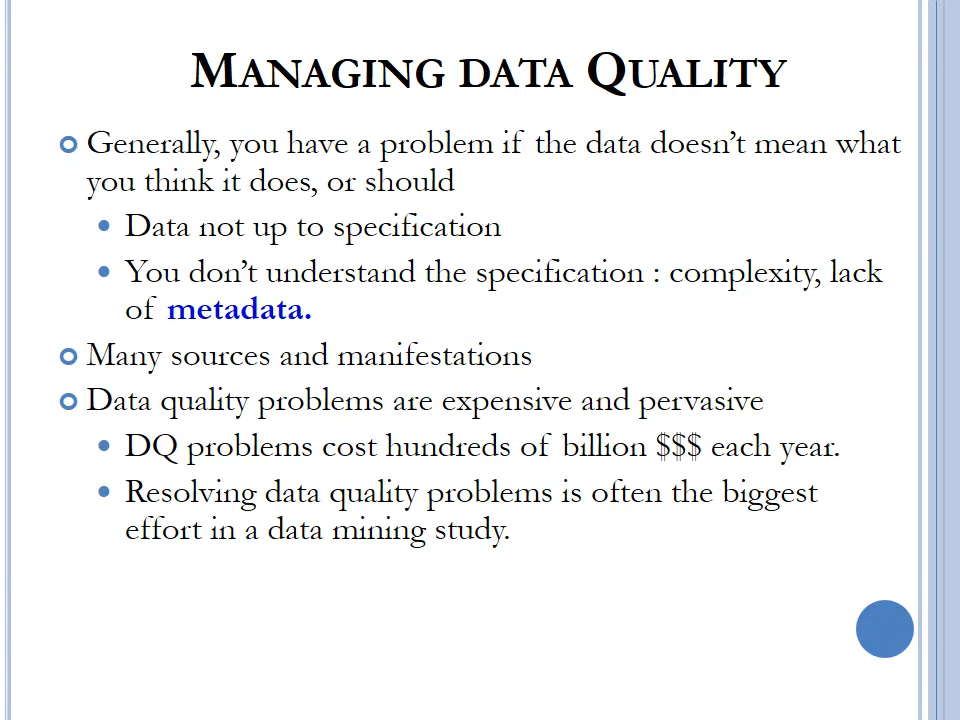 MANAGING DATA QUALITY
Generally, you have a problem if the data doesn’t mean what
you think it does, or should
Data not up to specification
You don’t understand the specification : complexity, lack
of metadata.
Many sources and manifestations
Data quality problems are expensive and pervasive
DQ problems cost hundreds of billion $$$ each year.
Resolving data quality problems is often the biggest
effort in a data mining study.